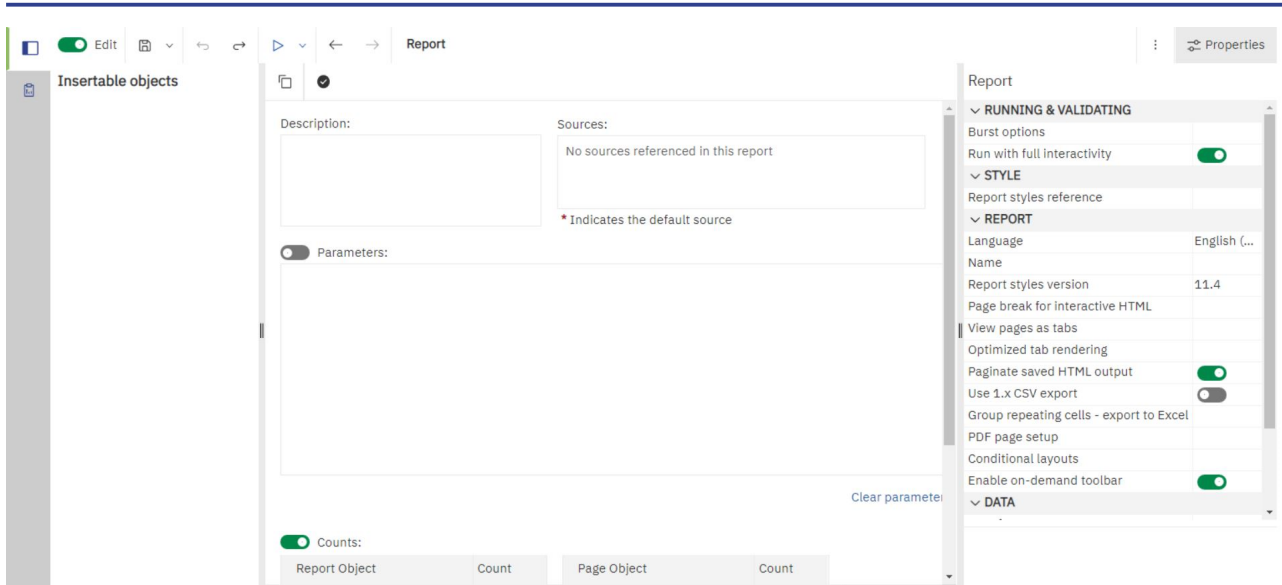 Edit
Report
Properties
Insertable objects
Description:
Sources:
No sources referenced in this report
* Indicates the default source
Parameters:
Clear parameter
Counts:
Report Object Count Page Object Count
Report
RUNNING & VALIDATING
Burst options
Run with full interactivity
STYLE
Report styles reference
REPORT
Language English (...
Name
Report styles version 11.4
Page break for interactive HTML
View pages as tabs
Optimized tab rendering
Paginate saved HTML output
Use 1.x CSV export
Group repeating cells - export to Excel
PDF page setup
Conditional layouts
Enable on-demand toolbar
DATA